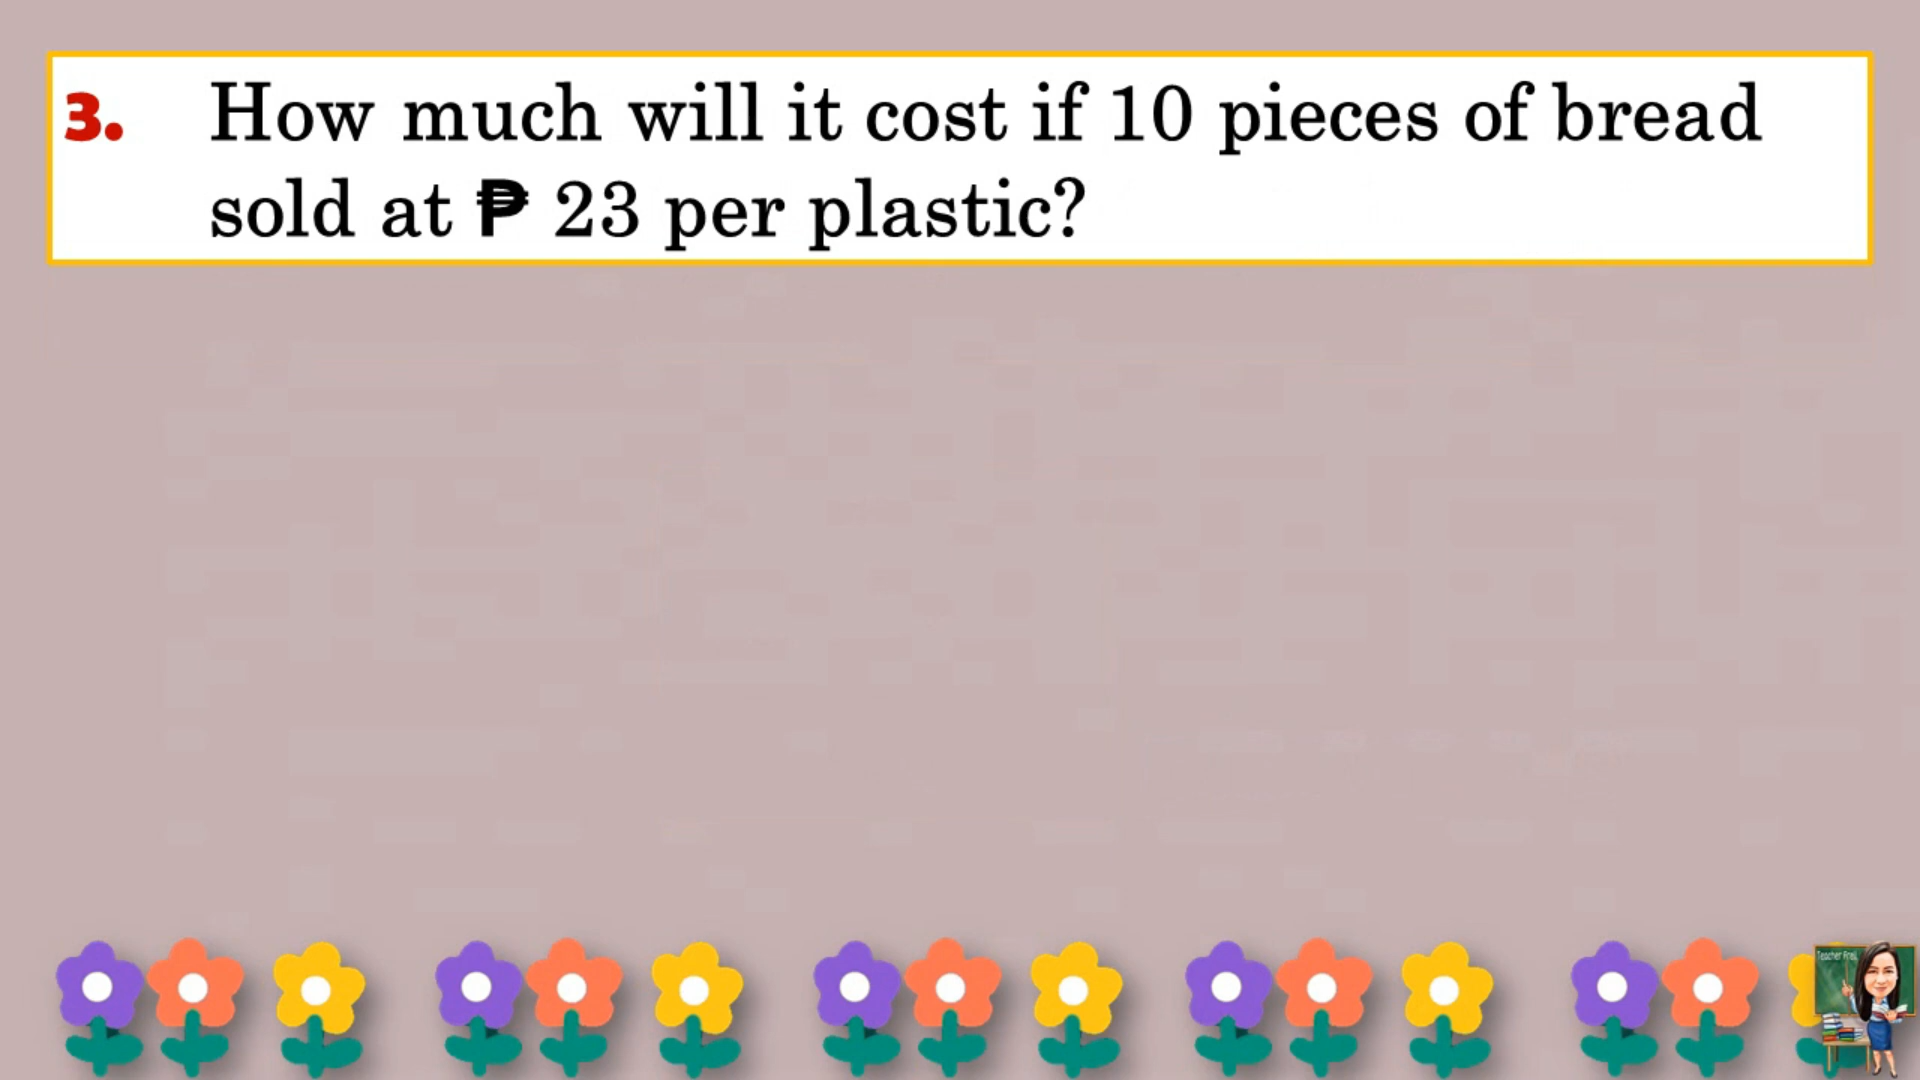 3. How much will it cost if 10 pieces of bread
sold at ₱ 23 per plastic?